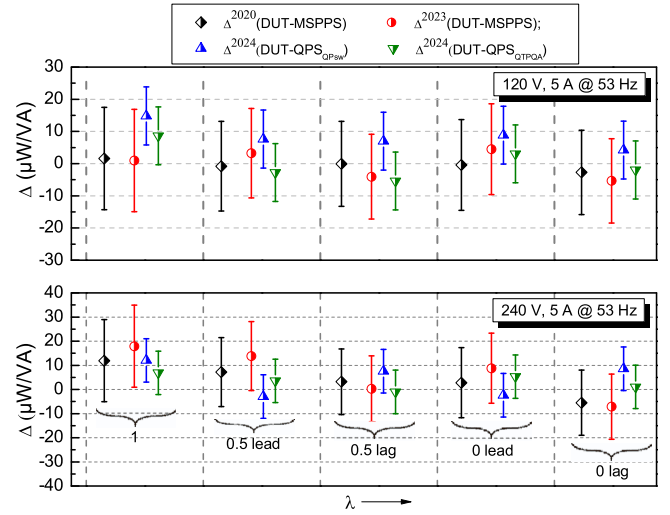 Δ²⁰²⁰(DUT-MSPPS) Δ²⁰²³(DUT-MSPPS);
Δ²⁰²⁴(DUT-QPS_QPsw) Δ²⁰²⁴(DUT-QPS_QTPQA)
120 V, 5 A @ 53 Hz
Δ (µW/VA)
30
20
10
0
-10
-20
-30
240 V, 5 A @ 53 Hz
Δ (µW/VA)
40
30
20
10
0
-10
-20
-30
-40
1
0.5 lead
0.5 lag
0 lead
0 lag
λ